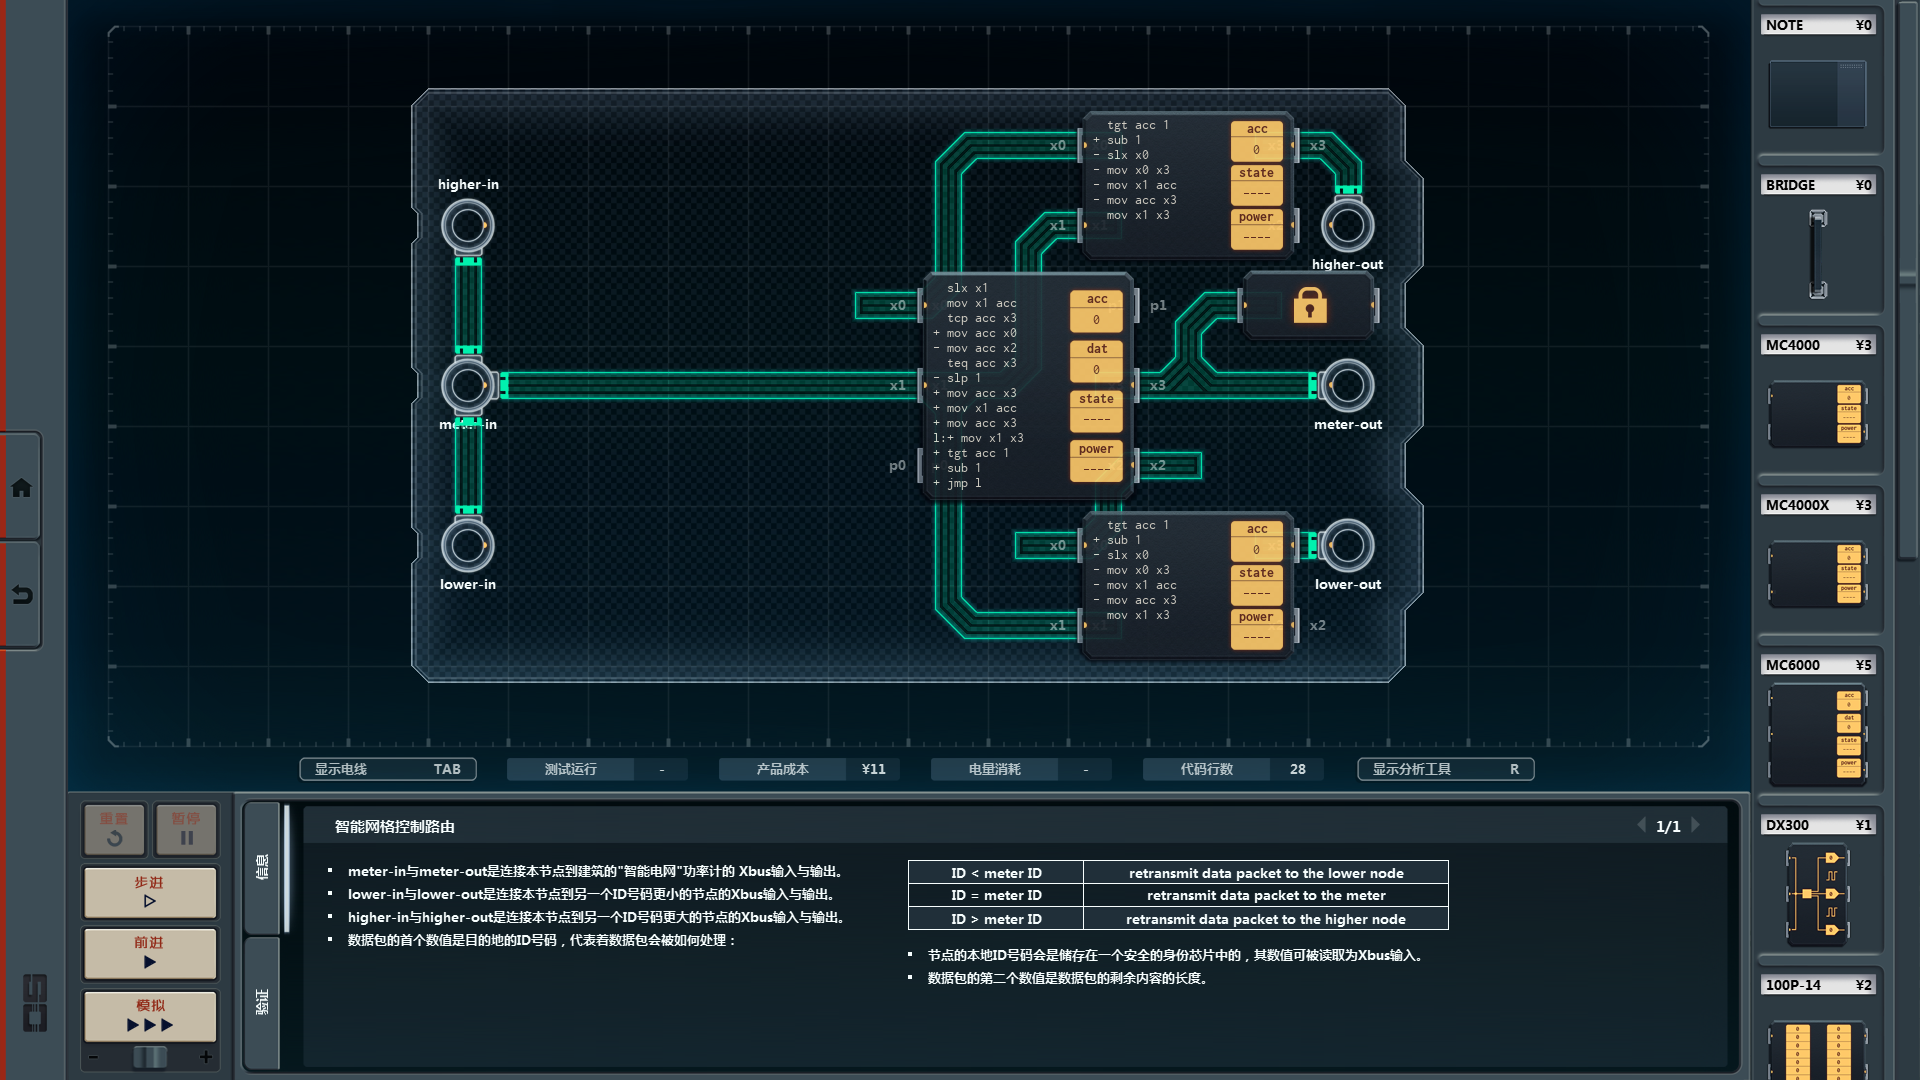 NOTE ¥0
BRIDGE ¥0
MC4000 ¥3
acc
0
state
----
power
----
MC4000X ¥3
acc
0
state
----
power
----
MC6000 ¥5
acc
0
dat
0
state
----
power
----
DX300 ¥1
100P-14 ¥2
higher-in
meter-in
lower-in
higher-out
meter-out
lower-out
x0
x1
x3
tgt acc 1
+ sub 1
- slx x0
- mov x0 x3
- mov x1 acc
- mov acc x3
mov x1 x3
acc
0
state
----
power
----
x0
x1
p0
p1
x3
x2
slx x1
mov x1 acc
tcp acc x3
+ mov acc x0
- mov acc x2
teq acc x3
- slp 1
+ mov acc x3
+ mov x1 acc
+ mov acc x3
l:+ mov x1 x3
+ tgt acc 1
+ sub 1
+ jmp l
acc
0
dat
0
state
----
power
----
x0
x1
x2
tgt acc 1
+ sub 1
- slx x0
- mov x0 x3
- mov x1 acc
- mov acc x3
mov x1 x3
acc
0
state
----
power
----
显示电线 TAB
测试运行 -
产品成本 ¥11
电量消耗 -
代码行数 28
显示分析工具 R
重置
暂停
步进
前进
模拟
- +
信息
验证
智能网格控制路由
1/1
▪ meter-in与meter-out是连接本节点到建筑的"智能电网"功率计的 Xbus输入与输出。
▪ lower-in与lower-out是连接本节点到另一个ID号码更小的节点的Xbus输入与输出。
▪ higher-in与higher-out是连接本节点到另一个ID号码更大的节点的Xbus输入与输出。
▪ 数据包的首个数值是目的地的ID号码，代表着数据包会被如何处理：
ID < meter ID retransmit data packet to the lower node
ID = meter ID retransmit data packet to the meter
ID > meter ID retransmit data packet to the higher node
▪ 节点的本地ID号码会是储存在一个安全的身份芯片中的，其数值可被读取为Xbus输入。
▪ 数据包的第二个数值是数据包的剩余内容的长度。